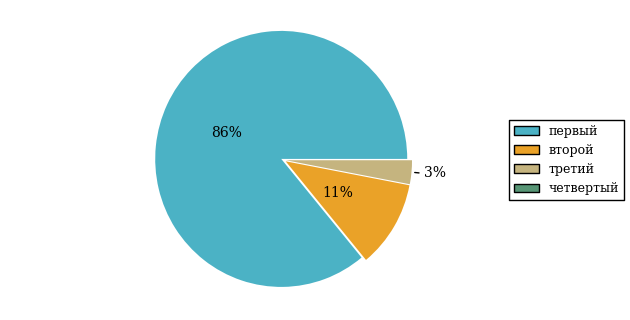 86%
11%
3%
первый
второй
третий
четвертый